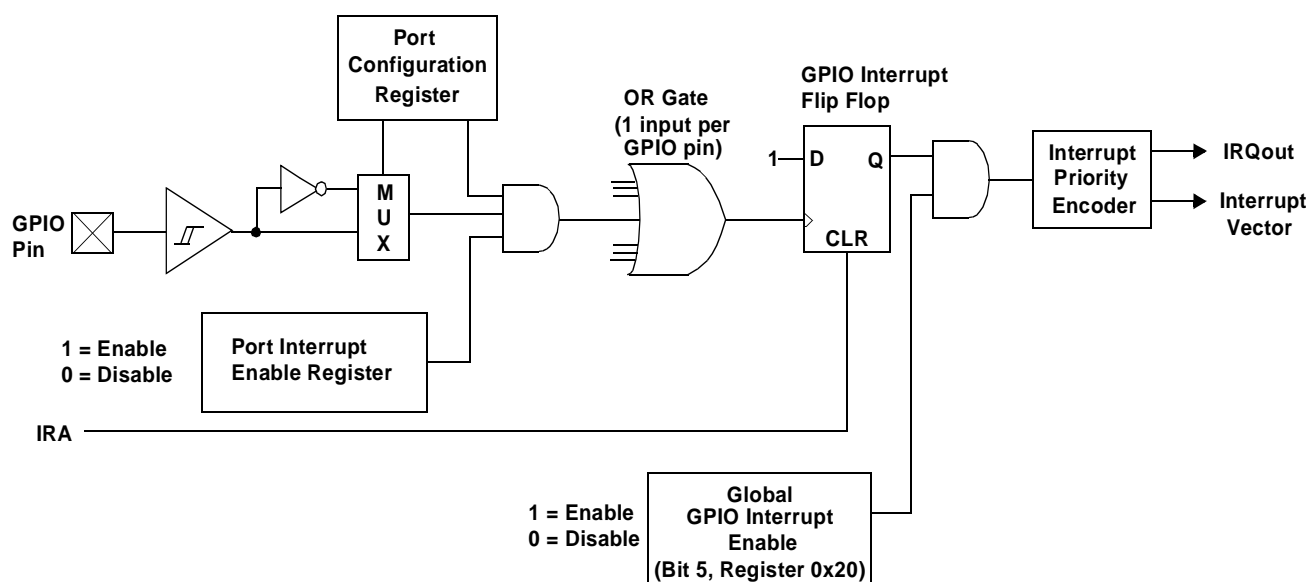 Port
Configuration
Register
GPIO Interrupt
Flip Flop
OR Gate
(1 input per
GPIO pin)
1
D
Q
CLR
M
U
X
GPIO
Pin
Interrupt
Priority
Encoder
IRQout
Interrupt
Vector
1 = Enable
0 = Disable
Port Interrupt
Enable Register
IRA
1 = Enable
0 = Disable
Global
GPIO Interrupt
Enable
(Bit 5, Register 0x20)